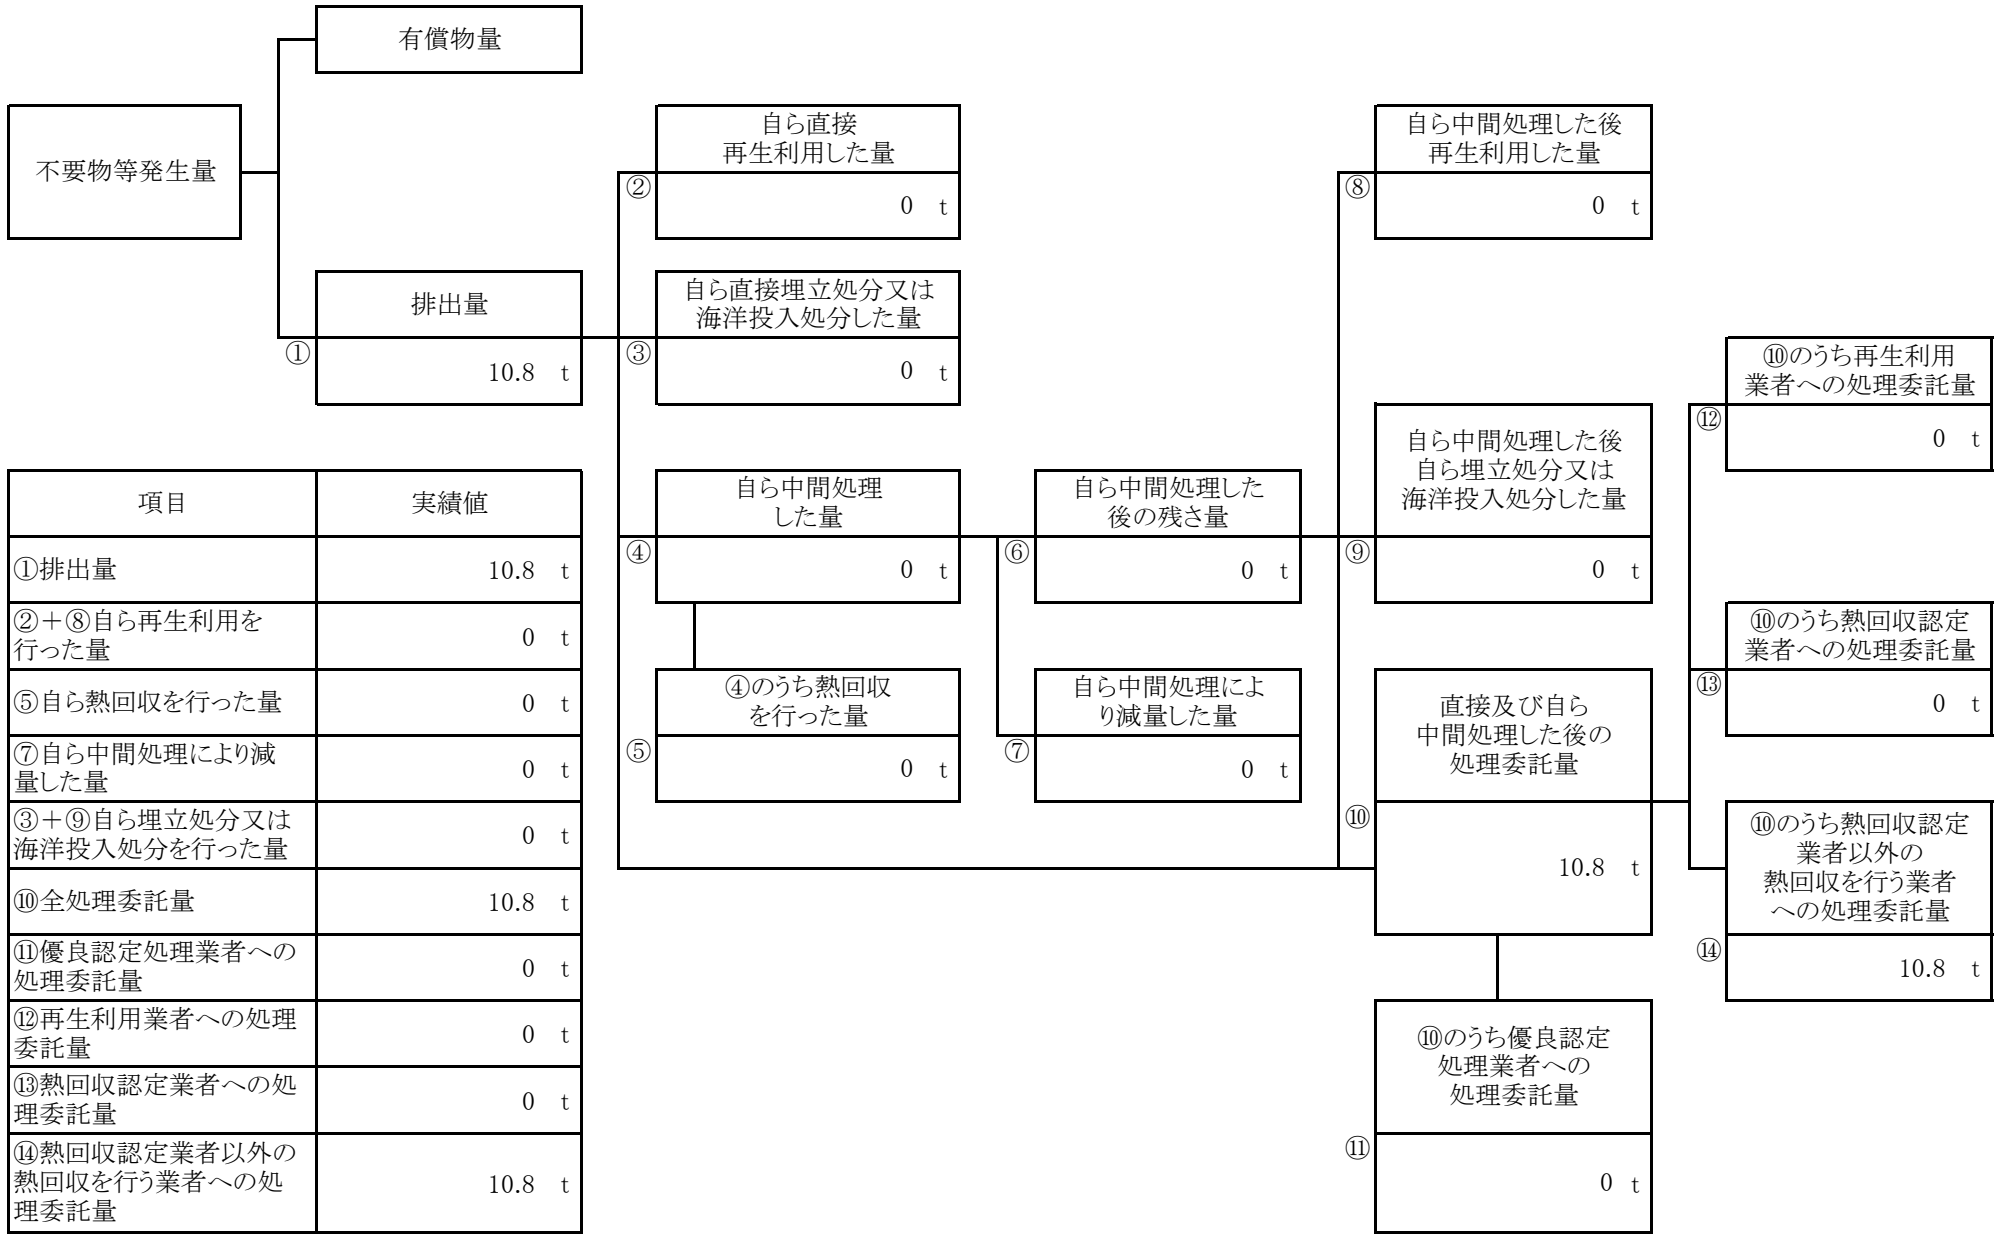 有償物量
不要物等発生量
排出量
①
10.8 t
自ら直接
再生利用した量
②
0 t
自ら直接埋立処分又は
海洋投入処分した量
③
0 t
自ら中間処理
した量
④
0 t
④のうち熱回収
を行った量
⑤
0 t
自ら中間処理した
後の残さ量
⑥
0 t
自ら中間処理によ
り減量した量
⑦
0 t
自ら中間処理した後
再生利用した量
⑧
0 t
自ら中間処理した後
自ら埋立処分又は
海洋投入処分した量
⑨
0 t
直接及び自ら
中間処理した後の
処理委託量
⑩
10.8 t
⑩のうち優良認定
処理業者への
処理委託量
⑪
0 t
⑩のうち再生利用
業者への処理委託量
⑫
0 t
⑩のうち熱回収認定
業者への処理委託量
⑬
0 t
⑩のうち熱回収認定
業者以外の
熱回収を行う業者
への処理委託量
⑭
10.8 t
項目 実績値
①排出量 10.8 t
②＋⑧自ら再生利用を
行った量 0 t
⑤自ら熱回収を行った量 0 t
⑦自ら中間処理により減
量した量 0 t
③＋⑨自ら埋立処分又は
海洋投入処分を行った量 0 t
⑩全処理委託量 10.8 t
⑪優良認定処理業者への
処理委託量 0 t
⑫再生利用業者への処理
委託量 0 t
⑬熱回収認定業者への処
理委託量 0 t
⑭熱回収認定業者以外の
熱回収を行う業者への処 10.8 t
理委託量